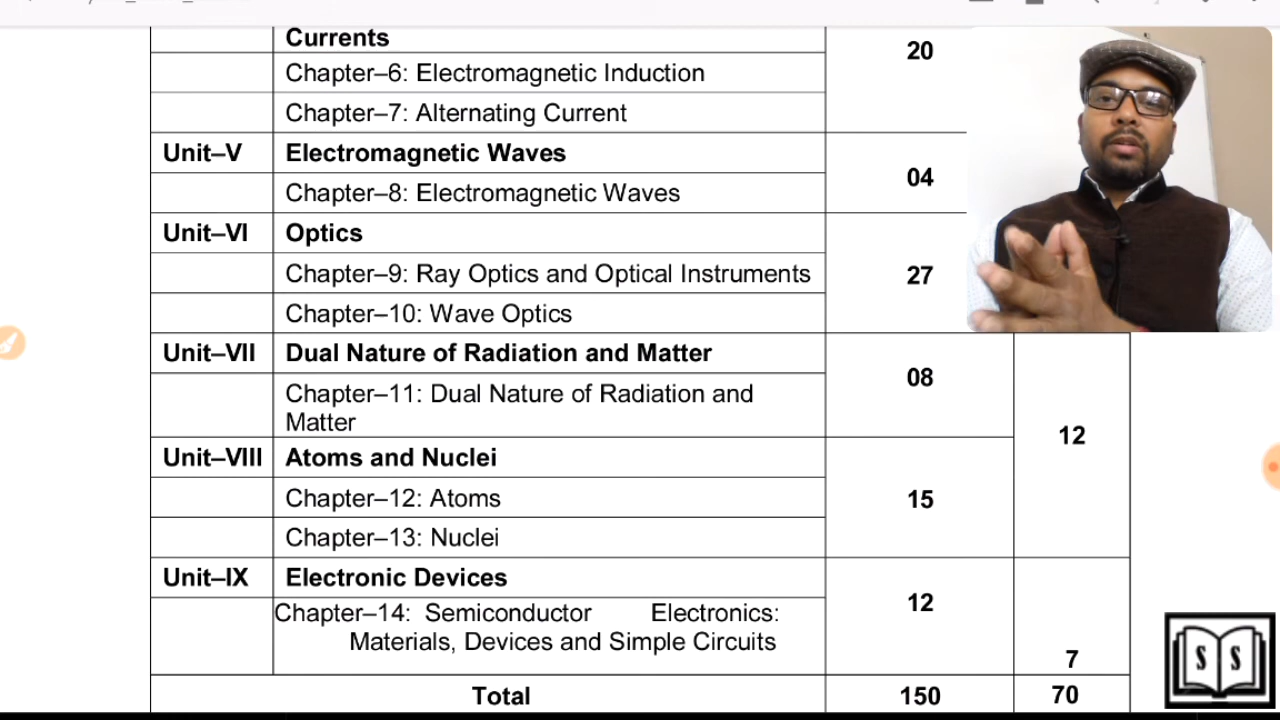 Currents
20
Chapter–6: Electromagnetic Induction
Chapter–7: Alternating Current
Unit–V Electromagnetic Waves
04
Chapter–8: Electromagnetic Waves
Unit–VI Optics
Chapter–9: Ray Optics and Optical Instruments
27
Chapter–10: Wave Optics
Unit–VII Dual Nature of Radiation and Matter
08
Chapter–11: Dual Nature of Radiation and
Matter
12
Unit–VIII Atoms and Nuclei
Chapter–12: Atoms
15
Chapter–13: Nuclei
Unit–IX Electronic Devices
12
Chapter–14: Semiconductor Electronics:
Materials, Devices and Simple Circuits
7
Total 150 70
S S